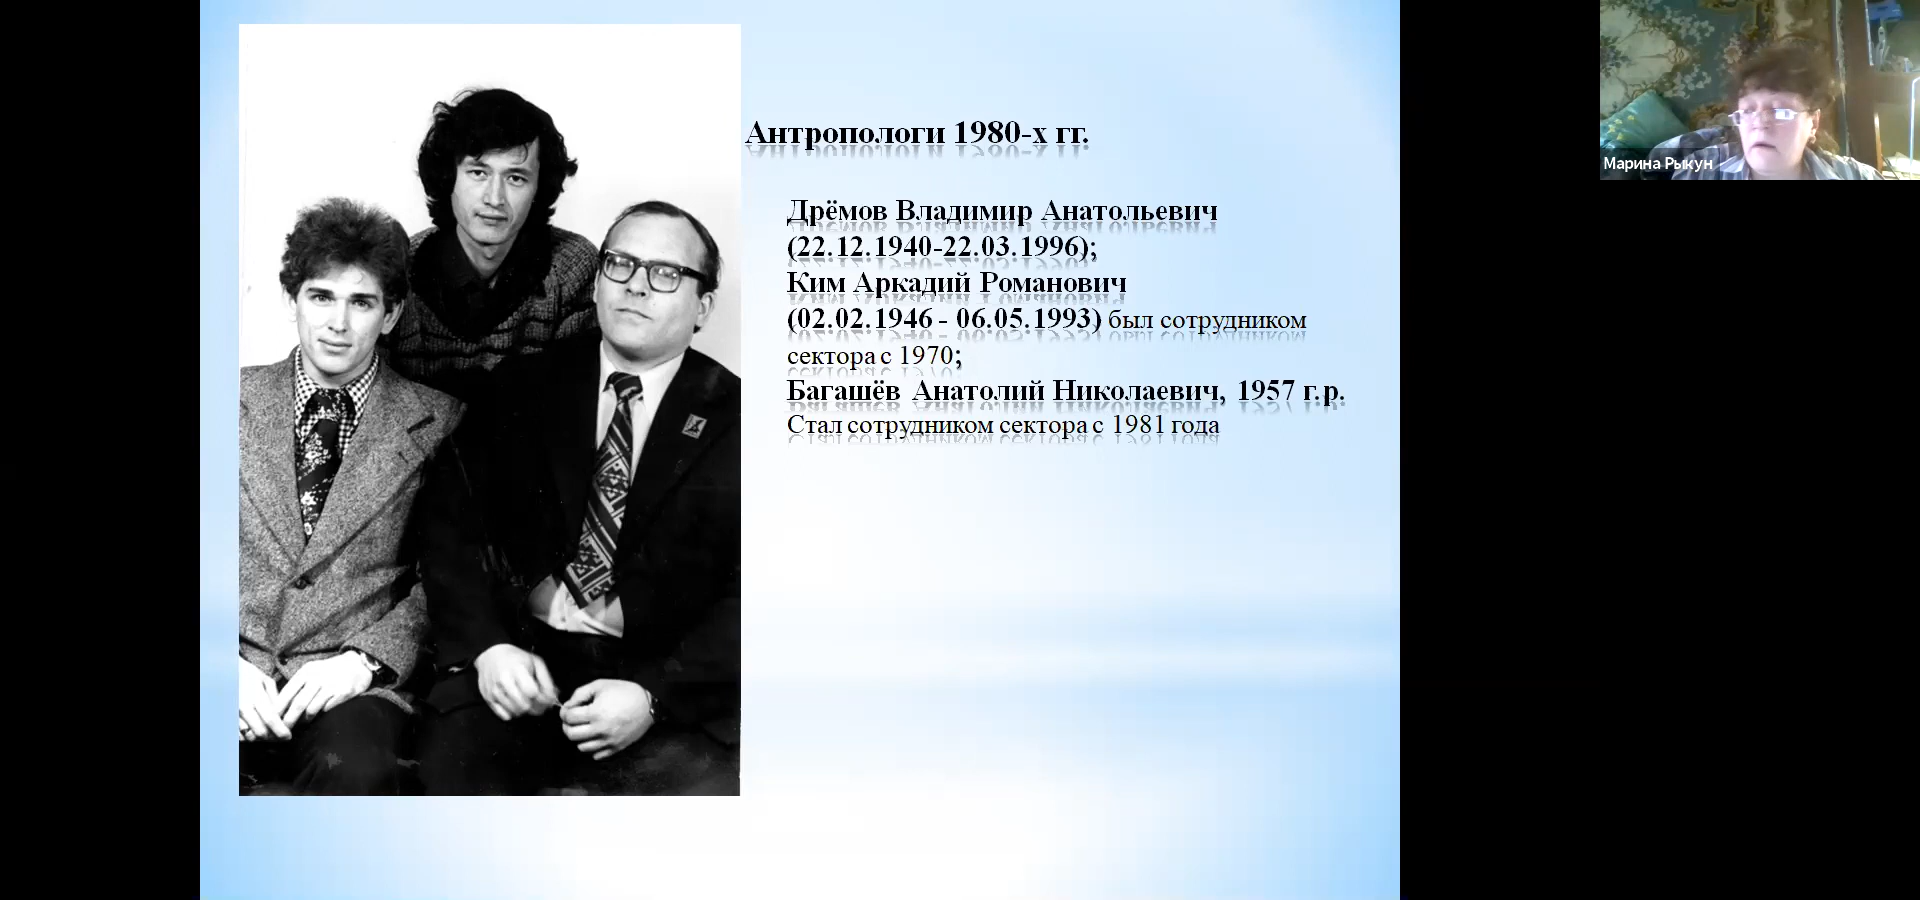 Антропологи 1980-х гг.
Дрёмов Владимир Анатольевич
(22.12.1940-22.03.1996);
Ким Аркадий Романович
(02.02.1946 - 06.05.1993) был сотрудником
сектора с 1970;
Багашёв Анатолий Николаевич, 1957 г.р.
Стал сотрудником сектора с 1981 года
Марина Рыкун